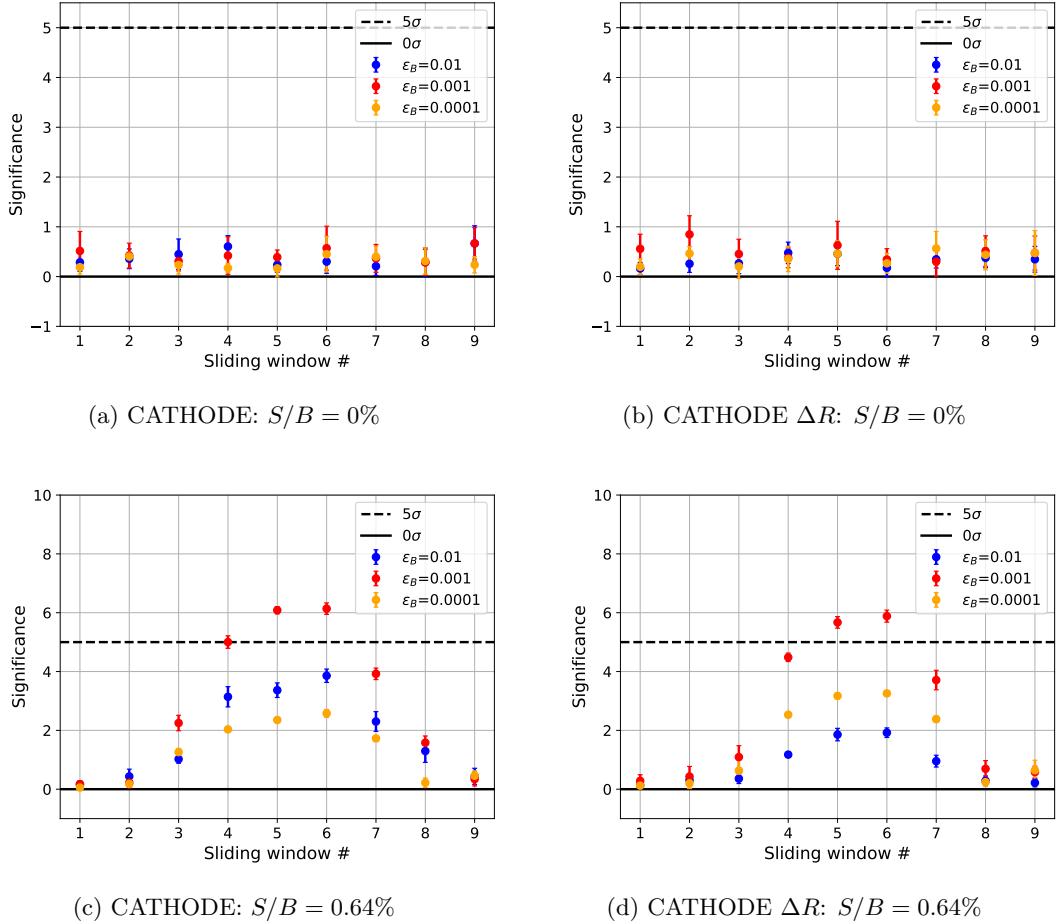 5σ
0σ
ε_B=0.01
ε_B=0.001
ε_B=0.0001
Significance
5
4
3
2
1
0
−1
1 2 3 4 5 6 7 8 9
Sliding window #
(a) CATHODE: S/B = 0%
5σ
0σ
ε_B=0.01
ε_B=0.001
ε_B=0.0001
Significance
5
4
3
2
1
0
−1
1 2 3 4 5 6 7 8 9
Sliding window #
(b) CATHODE ΔR: S/B = 0%
5σ
0σ
ε_B=0.01
ε_B=0.001
ε_B=0.0001
Significance
10
8
6
4
2
0
1 2 3 4 5 6 7 8 9
Sliding window #
(c) CATHODE: S/B = 0.64%
5σ
0σ
ε_B=0.01
ε_B=0.001
ε_B=0.0001
Significance
10
8
6
4
2
0
1 2 3 4 5 6 7 8 9
Sliding window #
(d) CATHODE ΔR: S/B = 0.64%